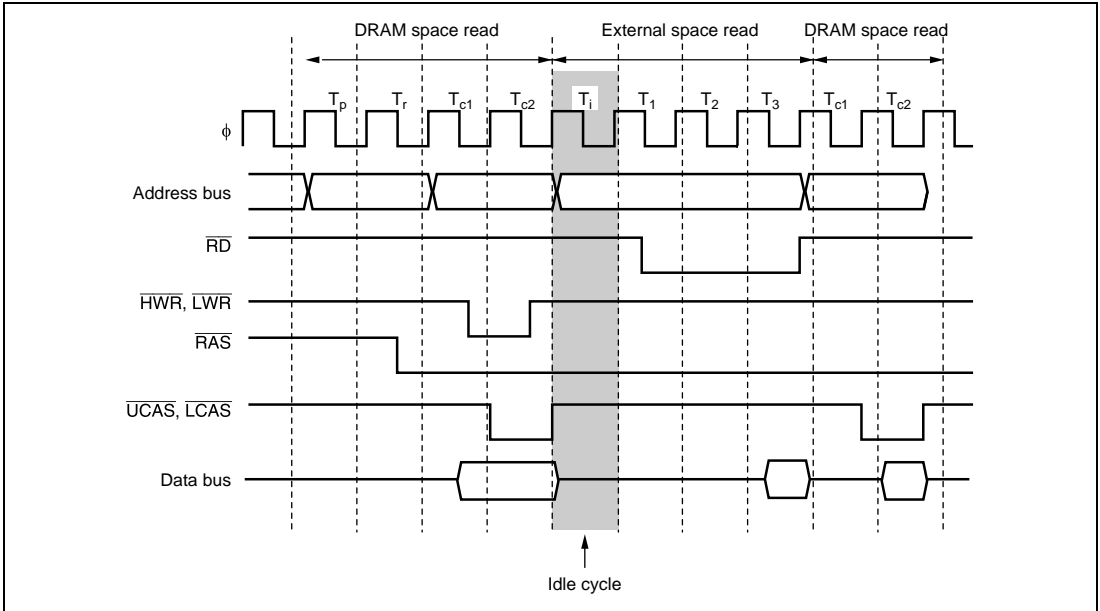 DRAM space read External space read DRAM space read
Tp Tr Tc1 Tc2 Ti T1 T2 T3 Tc1 Tc2
ϕ
Address bus
RD
HWR, LWR
RAS
UCAS, LCAS
Data bus
Idle cycle